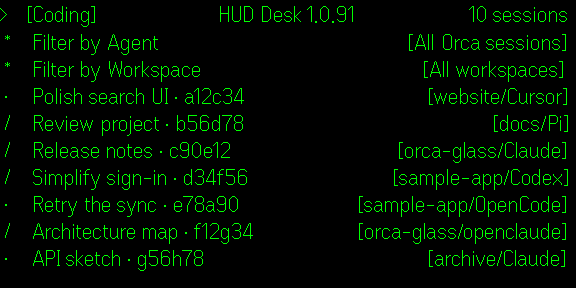 > [Coding] HUD Desk 1.0.91 10 sessions
* Filter by Agent [All Orca sessions]
* Filter by Workspace [All workspaces]
· Polish search UI · a12c34 [website/Cursor]
/ Review project · b56d78 [docs/Pi]
/ Release notes · c90e12 [orca-glass/Claude]
/ Simplify sign-in · d34f56 [sample-app/Codex]
· Retry the sync · e78a90 [sample-app/OpenCode]
/ Architecture map · f12g34 [orca-glass/openclaude]
· API sketch · g56h78 [archive/Claude]